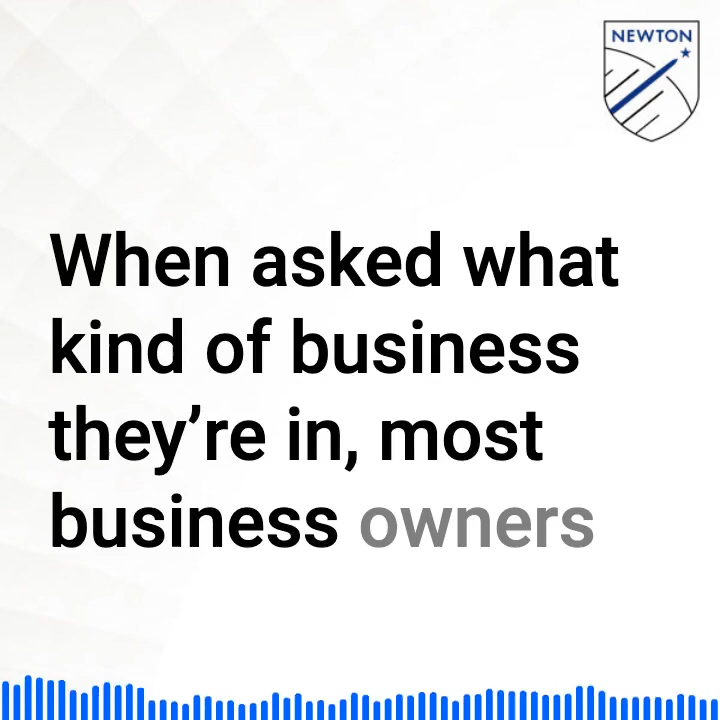 NEWTON
When asked what
kind of business
they’re in, most
business owners